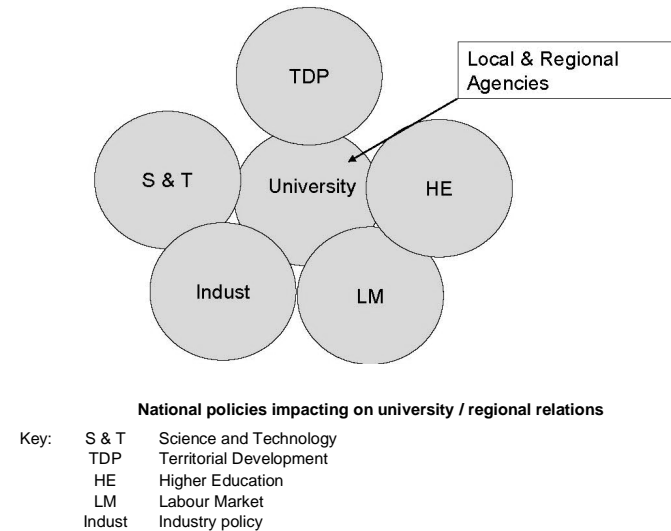 TDP
Local & Regional
Agencies
S & T
University
HE
Indust
LM
National policies impacting on university / regional relations
Key: S & T Science and Technology
TDP Territorial Development
HE Higher Education
LM Labour Market
Indust Industry policy